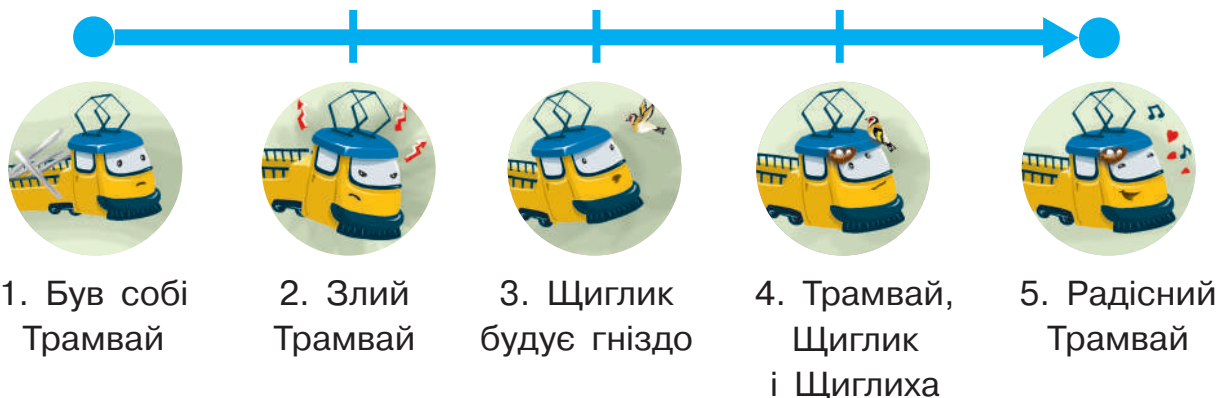 1. Був собі
Трамвай
2. Злий
Трамвай
3. Щиглик
будує гніздо
4. Трамвай,
Щиглик
і Щиглиха
5. Радісний
Трамвай